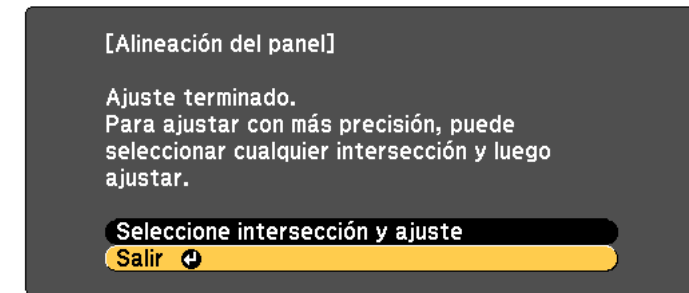 [Alineación del panel]
Ajuste terminado.
Para ajustar con más precisión, puede
seleccionar cualquier intersección y luego
ajustar.
Seleccione intersección y ajuste
Salir